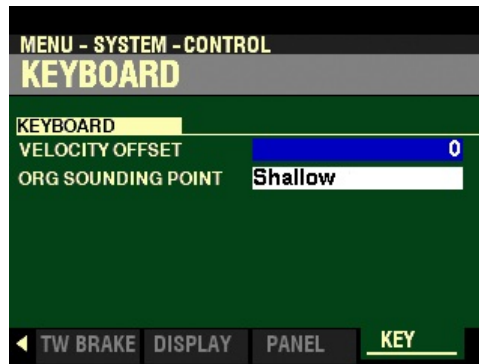 MENU - SYSTEM - CONTROL
KEYBOARD
KEYBOARD
VELOCITY OFFSET 0
ORG SOUNDING POINT Shallow
TW BRAKE DISPLAY PANEL KEY